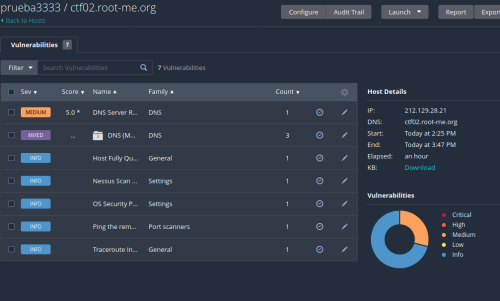 prueba3333 / ctf02.root-me.org
Configure Audit Trail Launch Report Expor
Back to Hosts
Vulnerabilities 7
Filter Search Vulnerabilities 7 Vulnerabilities
Sev Score Name Family Count
MEDIUM 5.0 * DNS Server R... DNS 1
MIXED ... DNS (M... DNS 3
INFO Host Fully Qu... General 1
INFO Nessus Scan ... Settings 1
INFO OS Security P... Settings 1
INFO Ping the rem... Port scanners 1
INFO Traceroute In... General 1
Host Details
IP: 212.129.28.21
DNS: ctf02.root-me.org
Start: Today at 2:25 PM
End: Today at 3:47 PM
Elapsed: an hour
KB: Download
Vulnerabilities
Critical
High
Medium
Low
Info